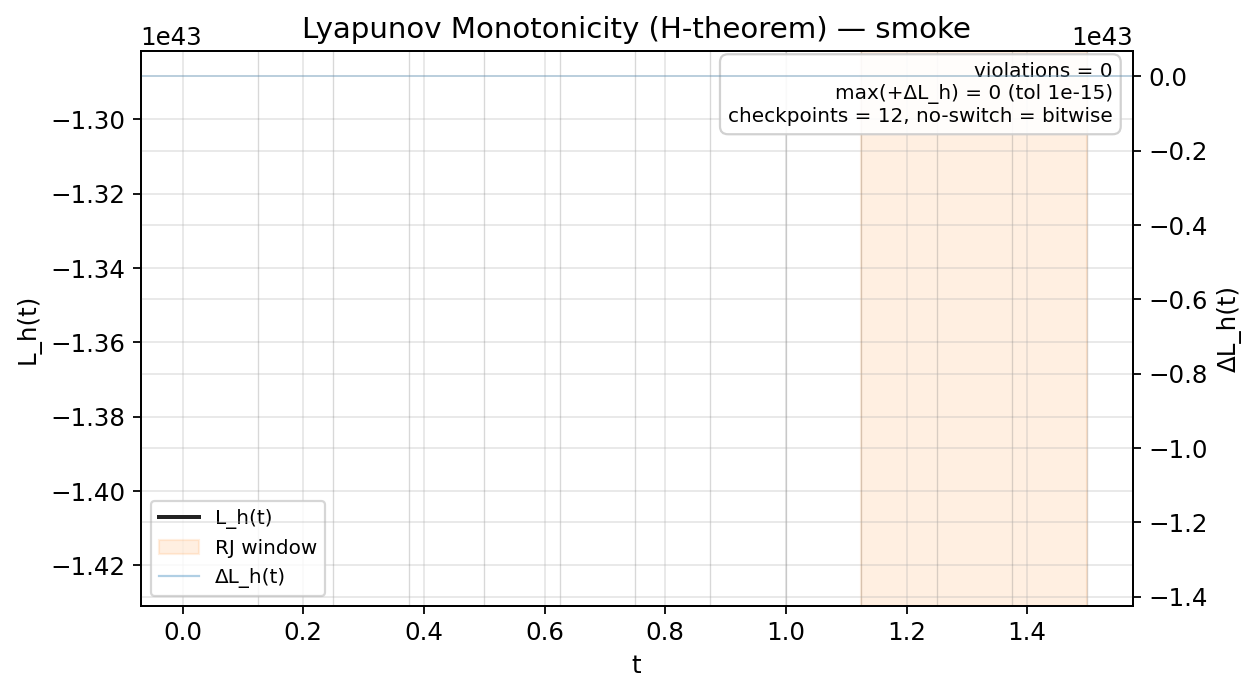 Lyapunov Monotonicity (H-theorem) — smoke
1e43
1e43
violations = 0
max(+ΔL_h) = 0 (tol 1e-15)
checkpoints = 12, no-switch = bitwise
L_h(t)
−1.30
−1.32
−1.34
−1.36
−1.38
−1.40
−1.42
0.0
−0.2
−0.4
−0.6
−0.8
−1.0
−1.2
−1.4
ΔL_h(t)
L_h(t)
RJ window
ΔL_h(t)
0.0 0.2 0.4 0.6 0.8 1.0 1.2 1.4
t